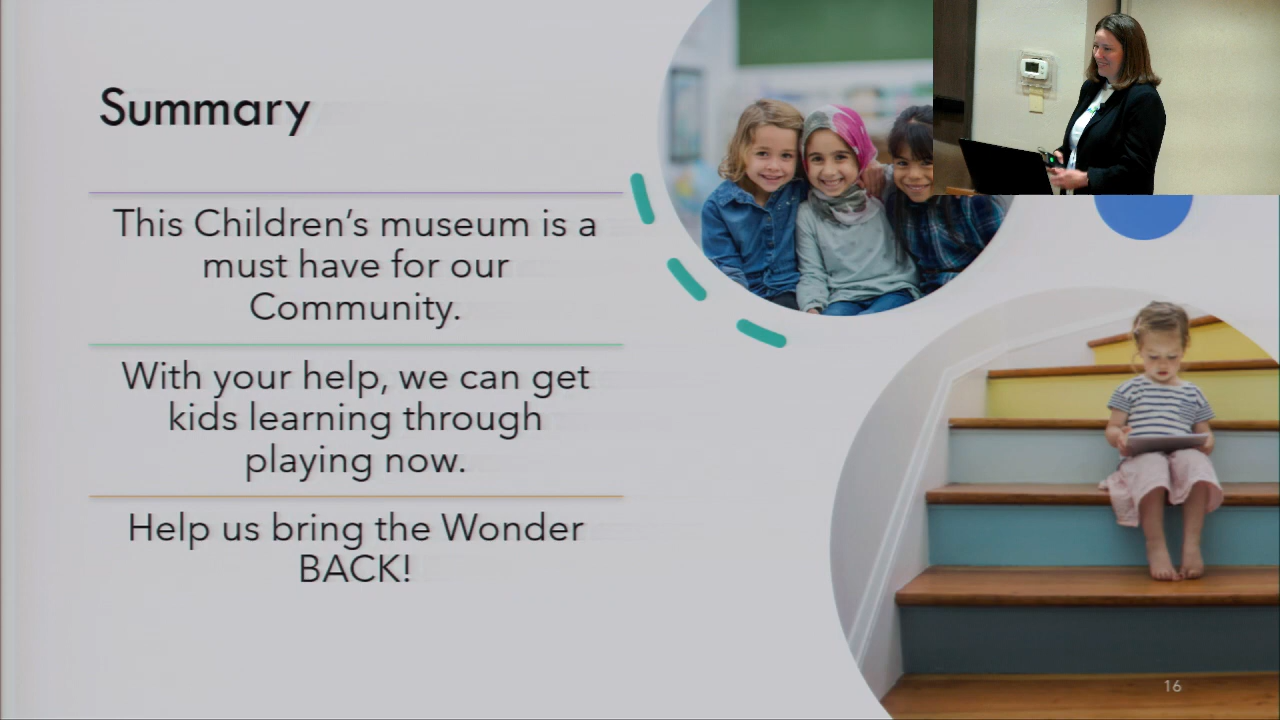 Summary
This Children's museum is a
must have for our
Community.
With your help, we can get
kids learning through
playing now.
Help us bring the Wonder
BACK!
16